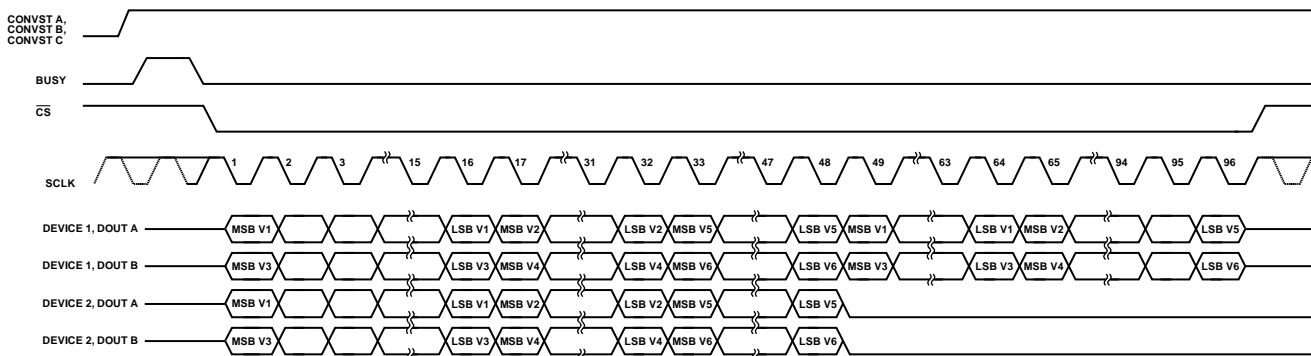 CONVST A,
CONVST B,
CONVST C
BUSY
CS
SCLK
1 2 3 15 16 17 31 32 33 47 48 49 63 64 65 94 95 96
DEVICE 1, DOUT A MSB V1 LSB V1 MSB V2 LSB V2 MSB V5 LSB V5 MSB V1 LSB V1 MSB V2 LSB V5
DEVICE 1, DOUT B MSB V3 LSB V3 MSB V4 LSB V4 MSB V6 LSB V6 MSB V3 LSB V3 MSB V4 LSB V6
DEVICE 2, DOUT A MSB V1 LSB V1 MSB V2 LSB V2 MSB V5 LSB V5
DEVICE 2, DOUT B MSB V3 LSB V3 MSB V4 LSB V4 MSB V6 LSB V6